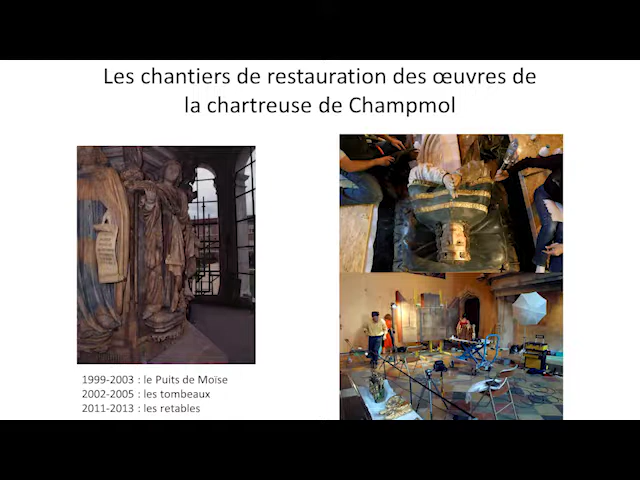 Les chantiers de restauration des œuvres de
la chartreuse de Champmol
1999-2003 : le Puits de Moïse
2002-2005 : les tombeaux
2011-2013 : les retables